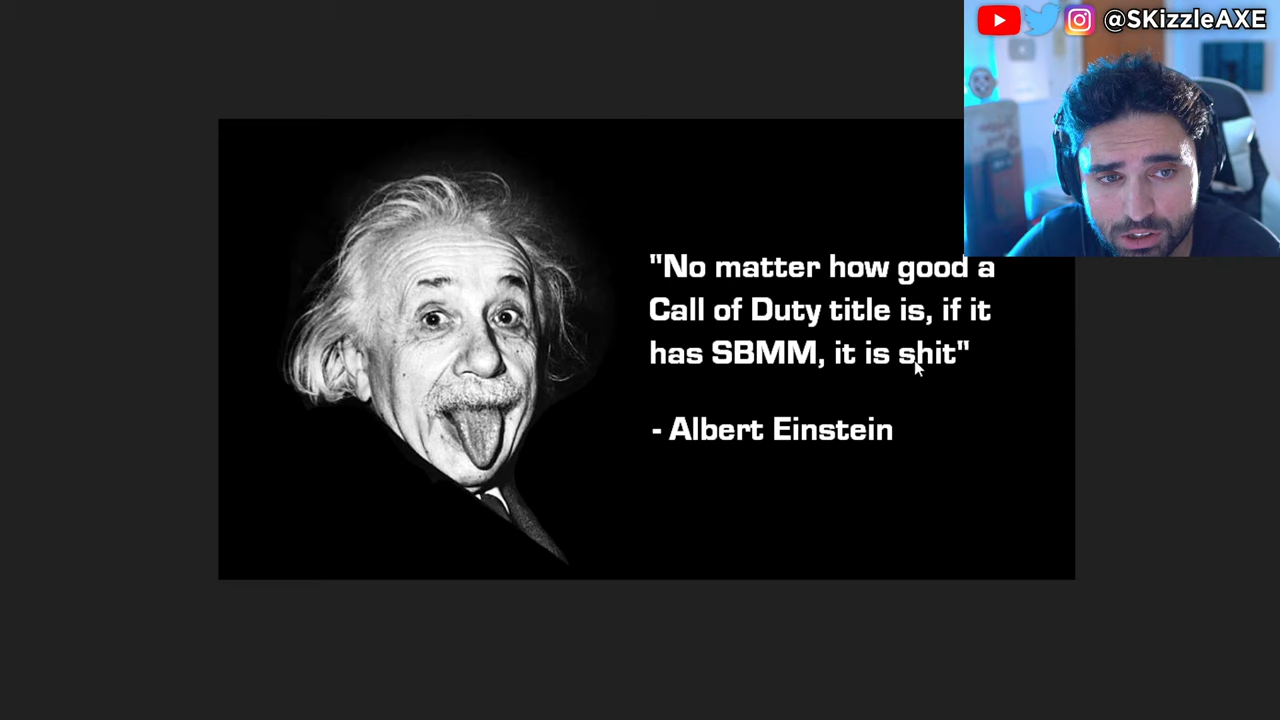 @SKizzleAXE
"No matter how good a
Call of Duty title is, if it
has SBMM, it is shit"
- Albert Einstein